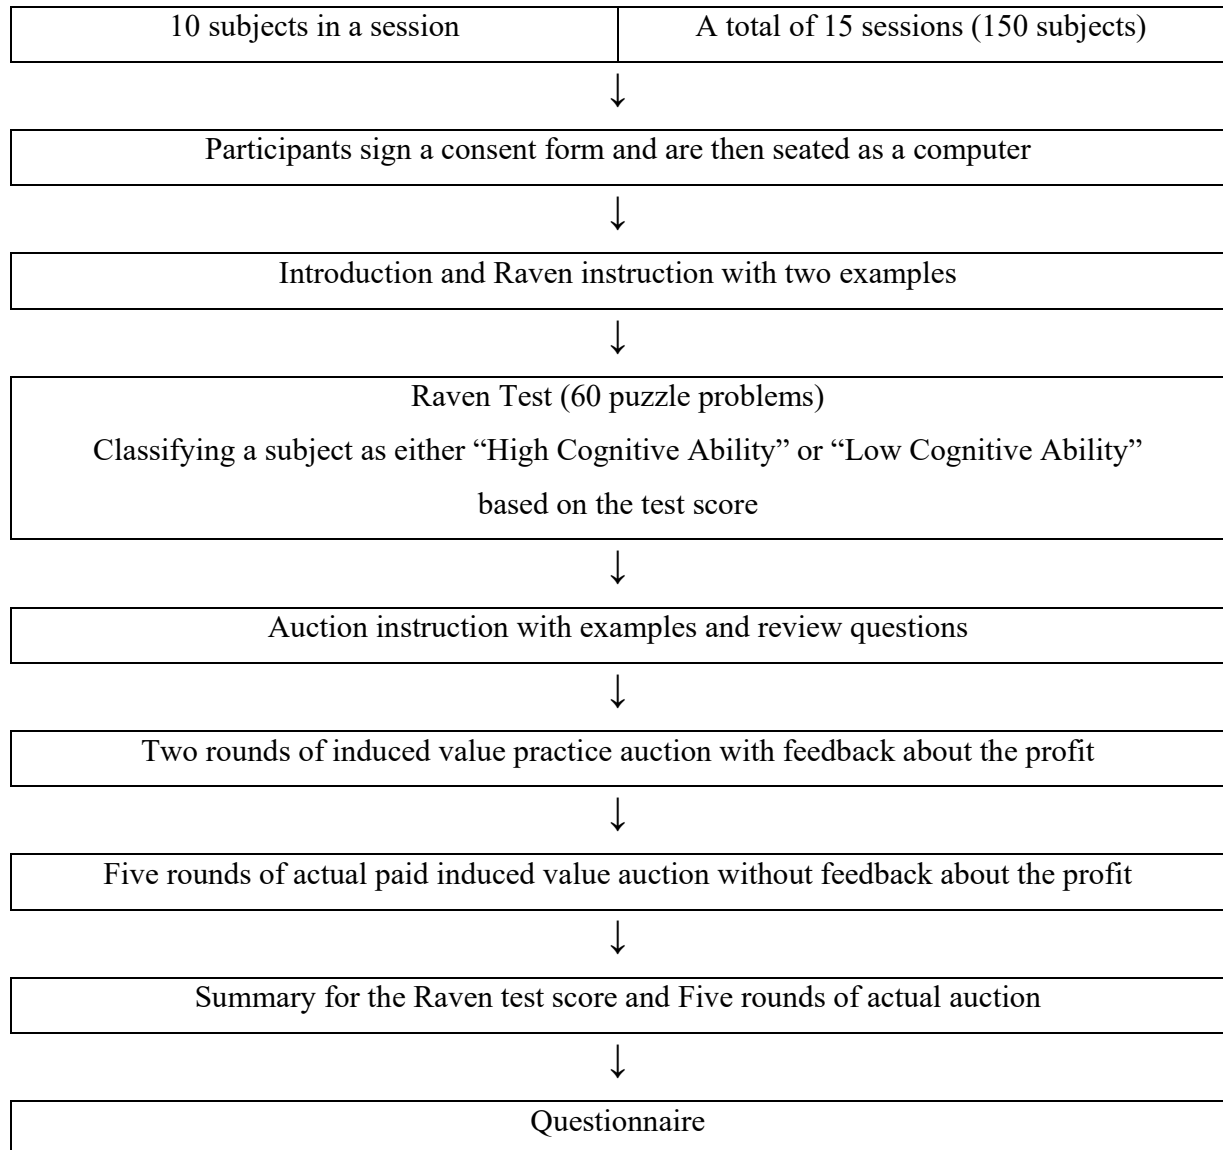 10 subjects in a session
A total of 15 sessions (150 subjects)
↓
Participants sign a consent form and are then seated as a computer
↓
Introduction and Raven instruction with two examples
↓
Raven Test (60 puzzle problems)
Classifying a subject as either “High Cognitive Ability” or “Low Cognitive Ability”
based on the test score
↓
Auction instruction with examples and review questions
↓
Two rounds of induced value practice auction with feedback about the profit
↓
Five rounds of actual paid induced value auction without feedback about the profit
↓
Summary for the Raven test score and Five rounds of actual auction
↓
Questionnaire